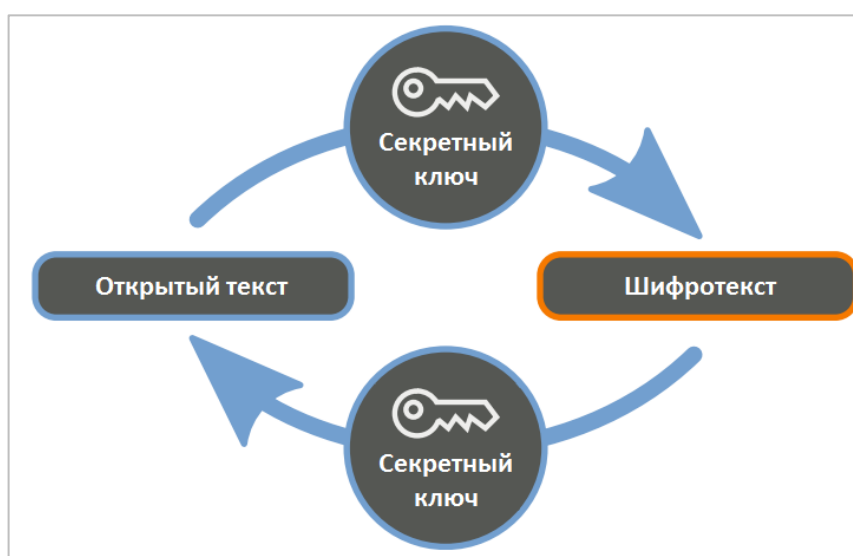 Секретный
ключ
Открытый текст
Шифротекст
Секретный
ключ